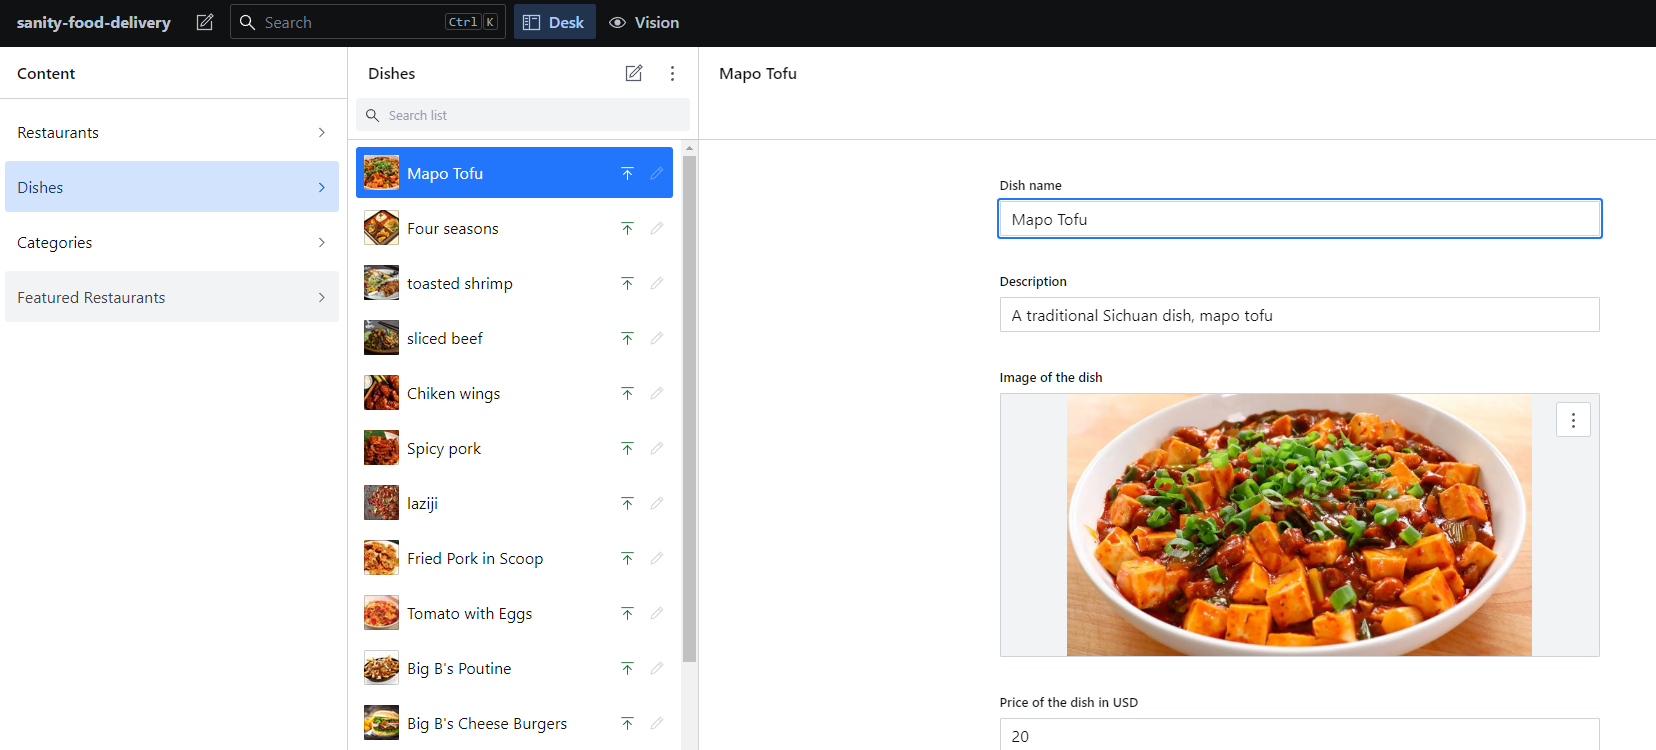 sanity-food-delivery
Search
Ctrl K
Desk
Vision
Content
Restaurants
Dishes
Categories
Featured Restaurants
Dishes
Search list
Mapo Tofu
Four seasons
toasted shrimp
sliced beef
Chiken wings
Spicy pork
laziji
Fried Pork in Scoop
Tomato with Eggs
Big B's Poutine
Big B's Cheese Burgers
Mapo Tofu
Dish name
Mapo Tofu
Description
A traditional Sichuan dish, mapo tofu
Image of the dish
Price of the dish in USD
20